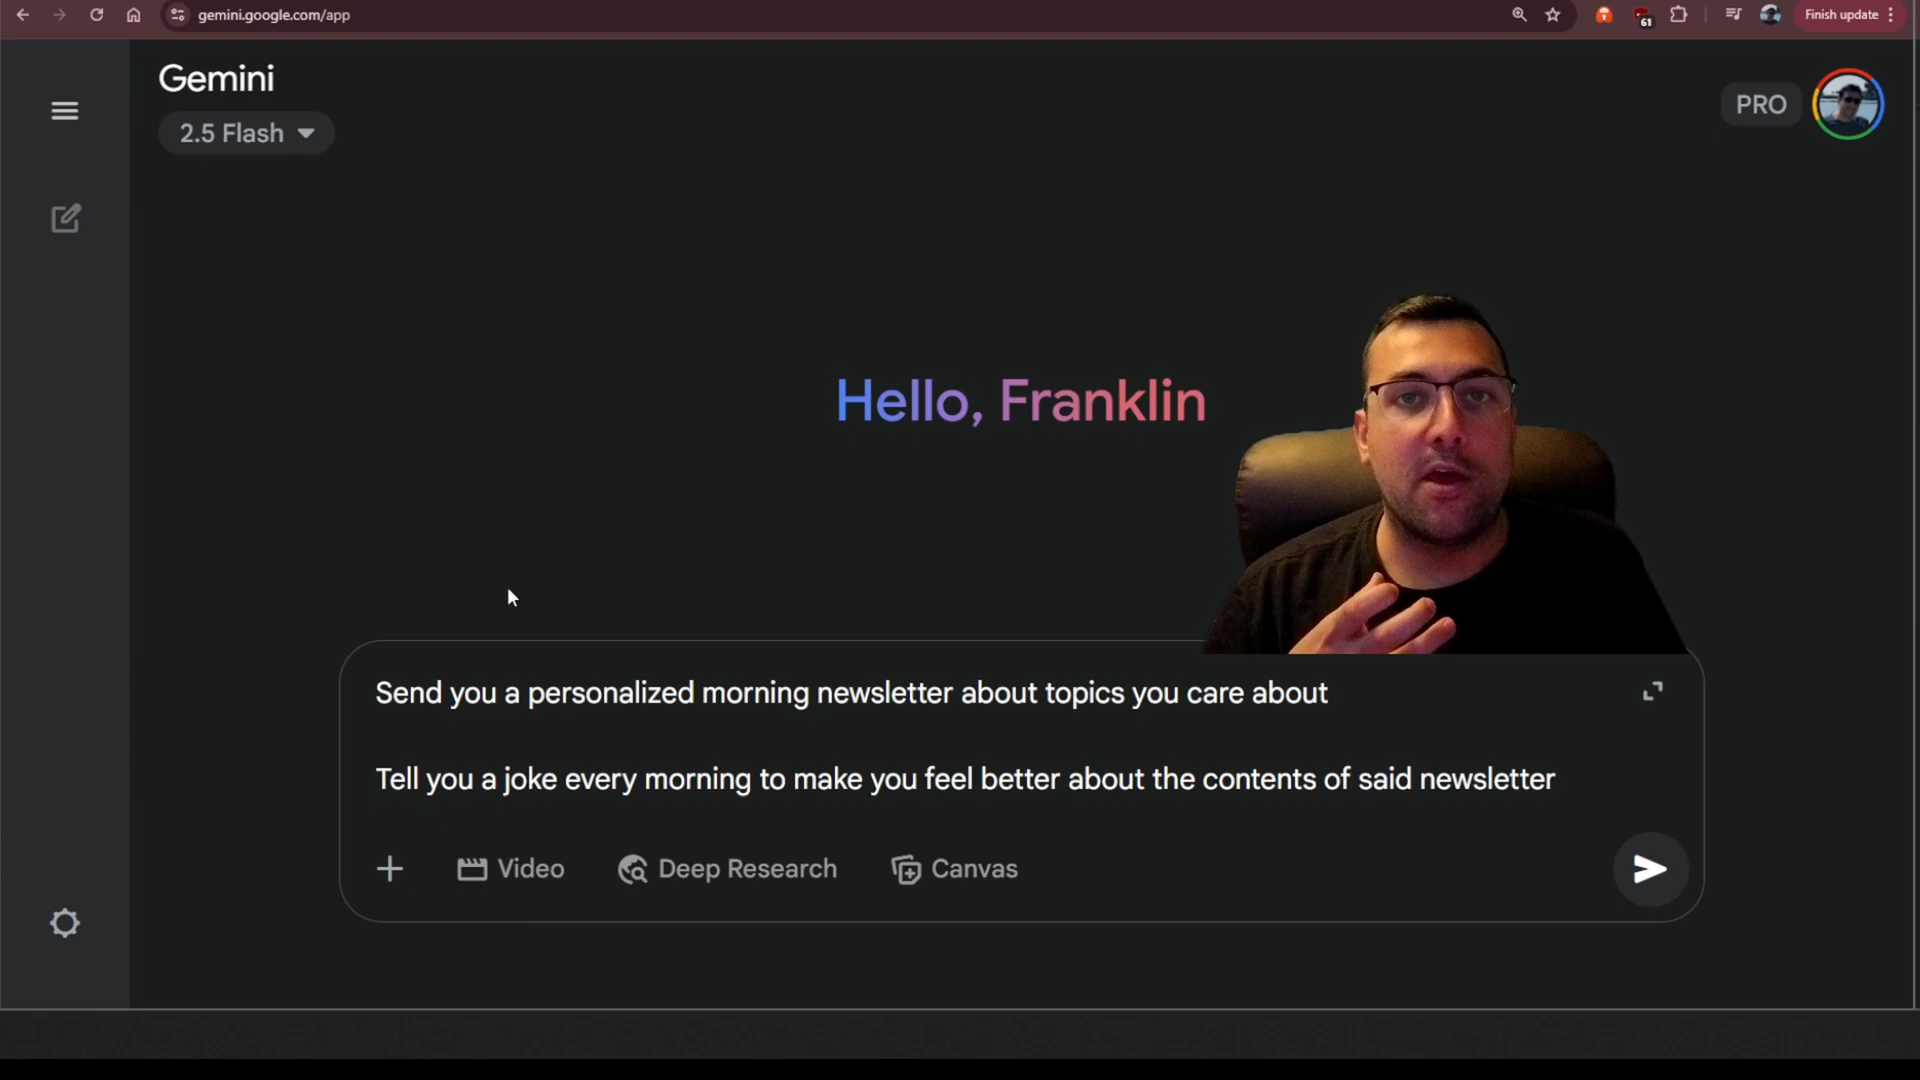 gemini.google.com/app
61
Finish update
Gemini
2.5 Flash
PRO
Hello, Franklin
Send you a personalized morning newsletter about topics you care about
Tell you a joke every morning to make you feel better about the contents of said newsletter
Video
Deep Research
Canvas